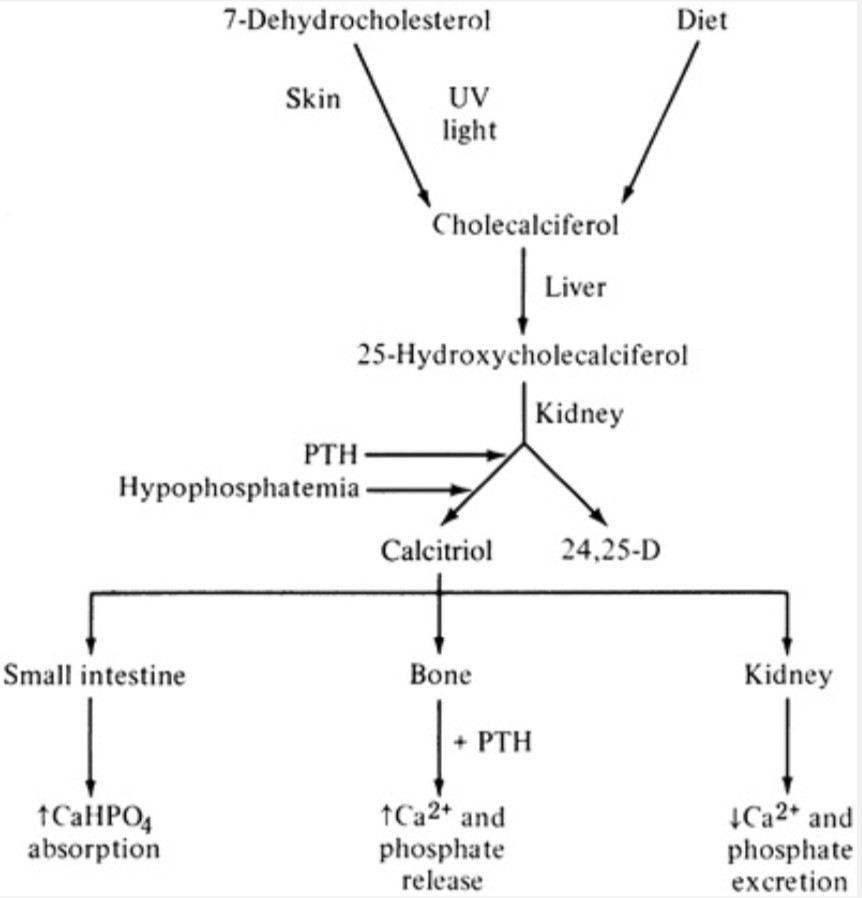 7-Dehydrocholesterol
Diet
Skin
UV
light
Cholecalciferol
Liver
25-Hydroxycholecalciferol
Kidney
PTH
Hypophosphatemia
Calcitriol
24,25-D
Small intestine
Bone
Kidney
+ PTH
↑CaHPO₄
absorption
↑Ca²⁺ and
phosphate
release
↓Ca²⁺ and
phosphate
excretion